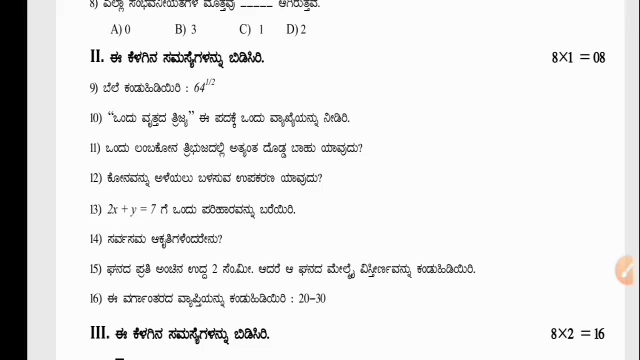 8) ಎಲ್ಲಾ ಸಂಭವನೀಯತೆಗಳ ಮೊತ್ತವು _____ ಆಗಿರುತ್ತವೆ.
A) 0 B) 3 C) 1 D) 2
II. ಈ ಕೆಳಗಿನ ಸಮಸ್ಯೆಗಳನ್ನು ಬಿಡಿಸಿರಿ. 8×1 = 08
9) ಬೆಲೆ ಕಂಡುಹಿಡಿಯಿರಿ : 64^1/2
10) “ಒಂದು ವೃತ್ತದ ತ್ರಿಜ್ಯ” ಈ ಪದಕ್ಕೆ ಒಂದು ವ್ಯಾಖ್ಯೆಯನ್ನು ನೀಡಿರಿ.
11) ಒಂದು ಲಂಬಕೋನ ತ್ರಿಭುಜದಲ್ಲಿ ಅತ್ಯಂತ ದೊಡ್ಡ ಬಾಹು ಯಾವುದು?
12) ಕೋನವನ್ನು ಅಳೆಯಲು ಬಳಸುವ ಉಪಕರಣ ಯಾವುದು?
13) 2x + y = 7 ಗೆ ಒಂದು ಪರಿಹಾರವನ್ನು ಬರೆಯಿರಿ.
14) ಸರ್ವಸಮ ಆಕೃತಿಗಳೆಂದರೇನು?
15) ಘನದ ಪ್ರತಿ ಅಂಚಿನ ಉದ್ದ 2 ಸೆಂ.ಮೀ. ಆದರೆ ಆ ಘನದ ಮೇಲ್ಮೈ ವಿಸ್ತೀರ್ಣವನ್ನು ಕಂಡುಹಿಡಿಯಿರಿ.
16) ಈ ವರ್ಗಾಂತರದ ವ್ಯಾಪ್ತಿಯನ್ನು ಕಂಡುಹಿಡಿಯಿರಿ : 20–30
III. ಈ ಕೆಳಗಿನ ಸಮಸ್ಯೆಗಳನ್ನು ಬಿಡಿಸಿರಿ. 8×2 = 16